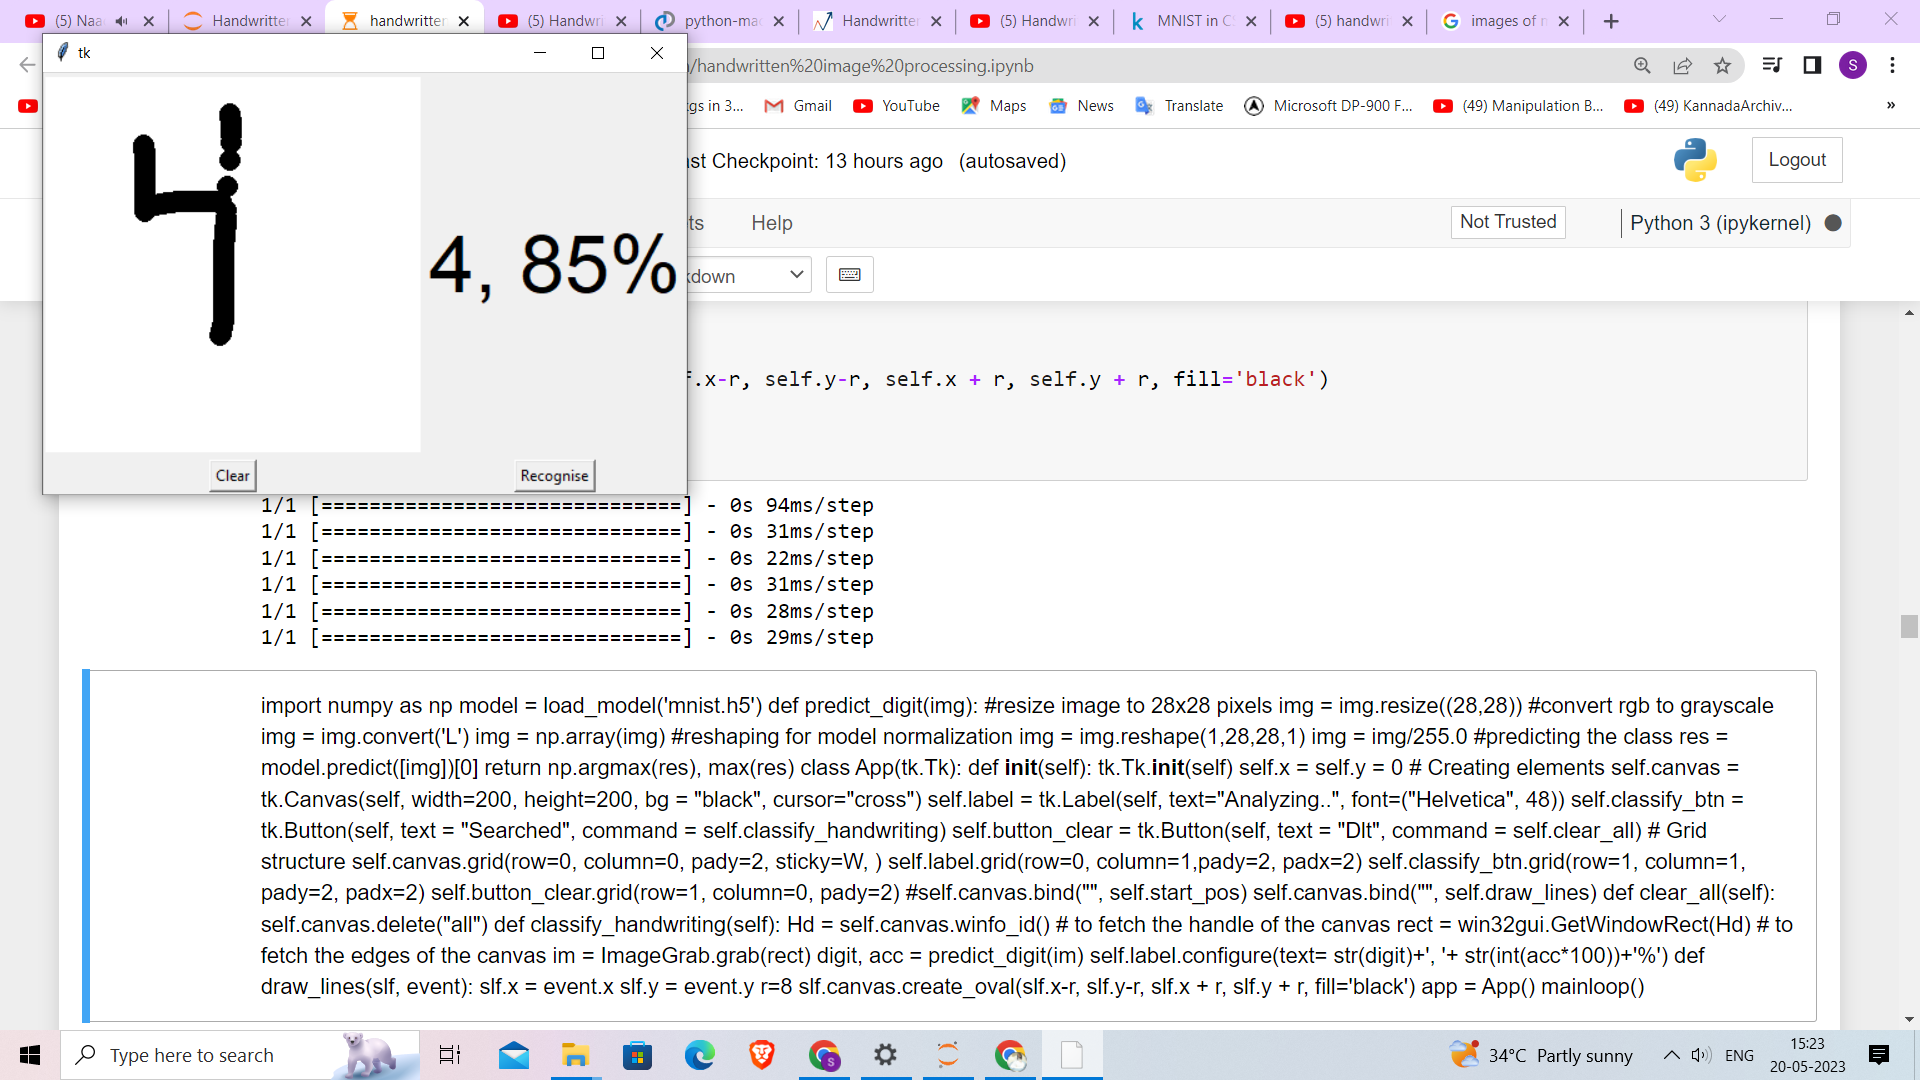 (5) Naa
Handwritten
handwritten
(5) Handwri
python-mac
Handwritten
(5) Handwri
MNIST in C
(5) handwri
images of
tk
/handwritten%20image%20processing.ipynb
S
gs in 3...
Gmail
YouTube
Maps
News
Translate
Microsoft DP-900 F...
(49) Manipulation B...
(49) KannadaArchiv...
»
st Checkpoint: 13 hours ago (autosaved)
Logout
ts
Help
Not Trusted
Python 3 (ipykernel)
4
4, 85%
kdown
f.x-r, self.y-r, self.x + r, self.y + r, fill='black')
Clear
Recognise
1/1 [==============================] - 0s 94ms/step
1/1 [==============================] - 0s 31ms/step
1/1 [==============================] - 0s 22ms/step
1/1 [==============================] - 0s 31ms/step
1/1 [==============================] - 0s 28ms/step
1/1 [==============================] - 0s 29ms/step
import numpy as np model = load_model('mnist.h5') def predict_digit(img): #resize image to 28x28 pixels img = img.resize((28,28)) #convert rgb to grayscale
img = img.convert('L') img = np.array(img) #reshaping for model normalization img = img.reshape(1,28,28,1) img = img/255.0 #predicting the class res =
model.predict([img])[0] return np.argmax(res), max(res) class App(tk.Tk): def init(self): tk.Tk.init(self) self.x = self.y = 0 # Creating elements self.canvas =
tk.Canvas(self, width=200, height=200, bg = "black", cursor="cross") self.label = tk.Label(self, text="Analyzing..", font=("Helvetica", 48)) self.classify_btn =
tk.Button(self, text = "Searched", command = self.classify_handwriting) self.button_clear = tk.Button(self, text = "Dlt", command = self.clear_all) # Grid
structure self.canvas.grid(row=0, column=0, pady=2, sticky=W, ) self.label.grid(row=0, column=1,pady=2, padx=2) self.classify_btn.grid(row=1, column=1,
pady=2, padx=2) self.button_clear.grid(row=1, column=0, pady=2) #self.canvas.bind("", self.start_pos) self.canvas.bind("", self.draw_lines) def clear_all(self):
self.canvas.delete("all") def classify_handwriting(self): Hd = self.canvas.winfo_id() # to fetch the handle of the canvas rect = win32gui.GetWindowRect(Hd) # to
fetch the edges of the canvas im = ImageGrab.grab(rect) digit, acc = predict_digit(im) self.label.configure(text= str(digit)+', '+ str(int(acc*100))+'%') def
draw_lines(slf, event): slf.x = event.x slf.y = event.y r=8 slf.canvas.create_oval(slf.x-r, slf.y-r, slf.x + r, slf.y + r, fill='black') app = App() mainloop()
Type here to search
34°C Partly sunny
ENG
15:23
20-05-2023